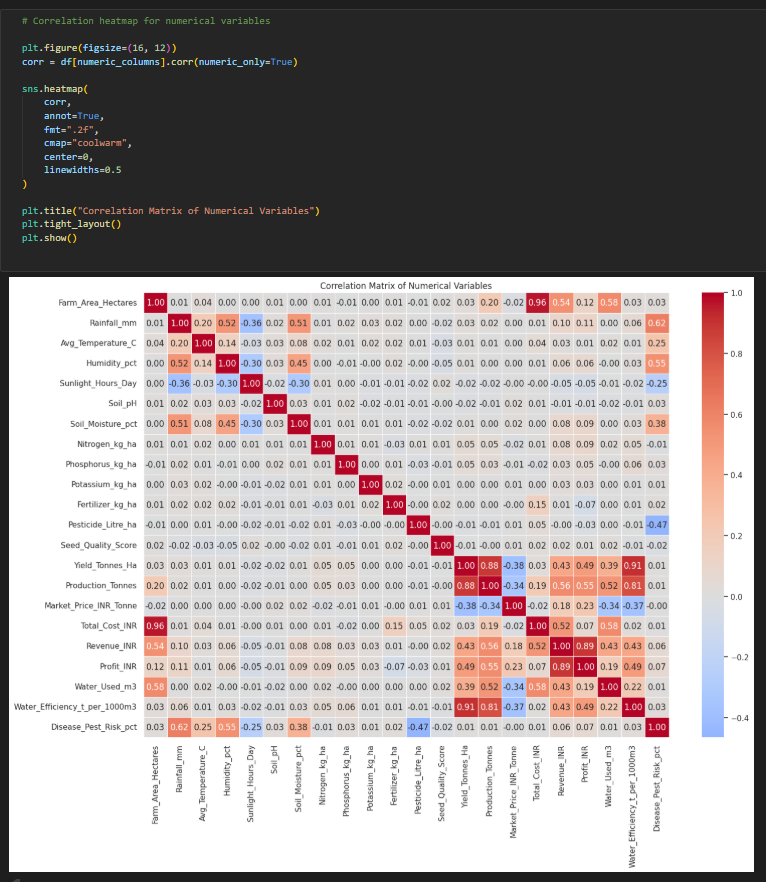 # Correlation heatmap for numerical variables
plt.figure(figsize=(16, 12))
corr = df[numeric_columns].corr(numeric_only=True)
sns.heatmap(
corr,
annot=True,
fmt=".2f",
cmap="coolwarm",
center=0,
linewidths=0.5
)
plt.title("Correlation Matrix of Numerical Variables")
plt.tight_layout()
plt.show()
Correlation Matrix of Numerical Variables
Farm_Area_Hectares 1.00 0.01 0.04 0.00 0.00 0.01 0.00 0.01 -0.01 0.00 0.01 -0.01 0.02 0.03 0.20 -0.02 0.96 0.54 0.12 0.58 0.03 0.03
Rainfall_mm 0.01 1.00 0.20 0.52 -0.36 0.02 0.51 0.01 0.02 0.03 0.02 0.00 -0.02 0.03 0.02 0.00 0.01 0.10 0.11 0.00 0.06 0.62
Avg_Temperature_C 0.04 0.20 1.00 0.14 -0.03 0.03 0.08 0.02 0.01 0.02 0.02 0.01 -0.03 0.01 0.01 0.00 0.04 0.03 0.01 0.02 0.01 0.25
Humidity_pct 0.00 0.52 0.14 1.00 -0.30 0.03 0.45 0.00 -0.01 -0.00 0.02 -0.00 -0.05 0.01 0.00 -0.00 0.01 0.06 0.06 -0.00 0.03 0.55
Sunlight_Hours_Day 0.00 -0.36 -0.03 -0.30 1.00 -0.02 -0.30 0.01 0.00 -0.01 -0.01 -0.02 0.02 -0.02 -0.02 -0.00 -0.00 -0.05 -0.05 -0.01 -0.02 -0.25
Soil_pH 0.01 0.02 0.03 0.03 -0.02 1.00 0.03 0.01 0.02 -0.02 -0.01 -0.01 -0.00 -0.02 -0.02 0.02 0.01 -0.01 -0.01 -0.02 -0.01 0.03
Soil_Moisture_pct 0.00 0.51 0.08 0.45 -0.30 0.03 1.00 0.01 0.01 0.01 0.01 -0.02 -0.02 0.01 0.01 0.02 0.00 0.08 0.09 0.00 0.03 0.38
Nitrogen_kg_ha 0.01 0.01 0.02 0.00 0.01 0.01 0.01 1.00 0.01 0.01 -0.03 0.01 0.01 0.05 0.05 -0.02 0.01 0.08 0.09 0.02 0.05 -0.01
Phosphorus_kg_ha -0.01 0.02 0.01 -0.01 0.00 0.02 0.01 0.01 1.00 0.00 0.01 -0.03 -0.01 0.05 0.03 -0.01 -0.02 0.03 0.05 -0.00 0.06 0.03
Potassium_kg_ha 0.00 0.03 0.02 -0.00 -0.01 -0.02 0.01 0.01 0.00 1.00 0.02 -0.00 0.01 0.00 0.00 0.01 0.00 0.03 0.03 0.00 0.01 0.01
Fertilizer_kg_ha 0.01 0.02 0.02 0.02 -0.01 -0.01 0.01 -0.03 0.01 0.02 1.00 -0.00 0.02 0.00 0.00 -0.00 0.15 0.01 -0.07 0.00 0.01 0.02
Pesticide_Litre_ha -0.01 0.00 0.01 -0.00 -0.02 -0.01 -0.02 0.01 -0.03 -0.00 -0.00 1.00 -0.00 -0.01 -0.01 0.01 0.05 -0.00 -0.03 0.00 -0.01 -0.47
Seed_Quality_Score 0.02 -0.02 -0.03 -0.05 0.02 -0.00 -0.02 0.01 -0.01 0.01 0.02 -0.00 1.00 -0.01 -0.00 0.01 0.02 0.02 0.01 0.02 -0.01 -0.02
Yield_Tonnes_Ha 0.03 0.03 0.01 0.01 -0.02 -0.02 0.01 0.05 0.05 0.00 0.00 -0.01 -0.01 1.00 0.88 -0.38 0.03 0.43 0.49 0.39 0.91 0.01
Production_Tonnes 0.20 0.02 0.01 0.00 -0.02 -0.02 0.01 0.05 0.03 0.00 0.00 -0.01 -0.00 0.88 1.00 -0.34 0.19 0.56 0.55 0.52 0.81 0.01
Market_Price_INR_Tonne -0.02 0.00 0.00 -0.00 -0.00 0.02 0.02 -0.02 -0.01 0.01 -0.00 0.01 0.01 -0.38 -0.34 1.00 -0.02 0.18 0.23 -0.34 -0.37 -0.00
Total_Cost_INR 0.96 0.01 0.04 0.01 -0.00 0.01 0.00 0.01 -0.02 0.00 0.15 0.05 0.02 0.03 0.19 -0.02 1.00 0.52 0.07 0.58 0.02 0.01
Revenue_INR 0.54 0.10 0.03 0.06 -0.05 -0.01 0.08 0.08 0.03 0.03 0.01 -0.00 0.02 0.43 0.56 0.18 0.52 1.00 0.89 0.43 0.43 0.06
Profit_INR 0.12 0.11 0.01 0.06 -0.05 -0.01 0.09 0.09 0.05 0.03 -0.07 -0.03 0.01 0.49 0.55 0.23 0.07 0.89 1.00 0.19 0.49 0.07
Water_Used_m3 0.58 0.00 0.02 -0.00 -0.01 -0.02 0.00 0.02 -0.00 0.00 0.00 0.00 0.02 0.39 0.52 -0.34 0.58 0.43 0.19 1.00 0.22 0.01
Water_Efficiency_t_per_1000m3 0.03 0.06 0.01 0.03 -0.02 -0.01 0.03 0.05 0.06 0.01 0.01 -0.01 -0.01 0.91 0.81 -0.37 0.02 0.43 0.49 0.22 1.00 0.03
Disease_Pest_Risk_pct 0.03 0.62 0.25 0.55 -0.25 0.03 0.38 -0.01 0.03 0.01 0.02 -0.47 -0.02 0.01 0.01 -0.00 0.01 0.06 0.07 0.01 0.03 1.00
Farm_Area_Hectares
Rainfall_mm
Avg_Temperature_C
Humidity_pct
Sunlight_Hours_Day
Soil_pH
Soil_Moisture_pct
Nitrogen_kg_ha
Phosphorus_kg_ha
Potassium_kg_ha
Fertilizer_kg_ha
Pesticide_Litre_ha
Seed_Quality_Score
Yield_Tonnes_Ha
Production_Tonnes
Market_Price_INR_Tonne
Total_Cost_INR
Revenue_INR
Profit_INR
Water_Used_m3
Water_Efficiency_t_per_1000m3
Disease_Pest_Risk_pct
1.0
0.8
0.6
0.4
0.2
0.0
−0.2
−0.4